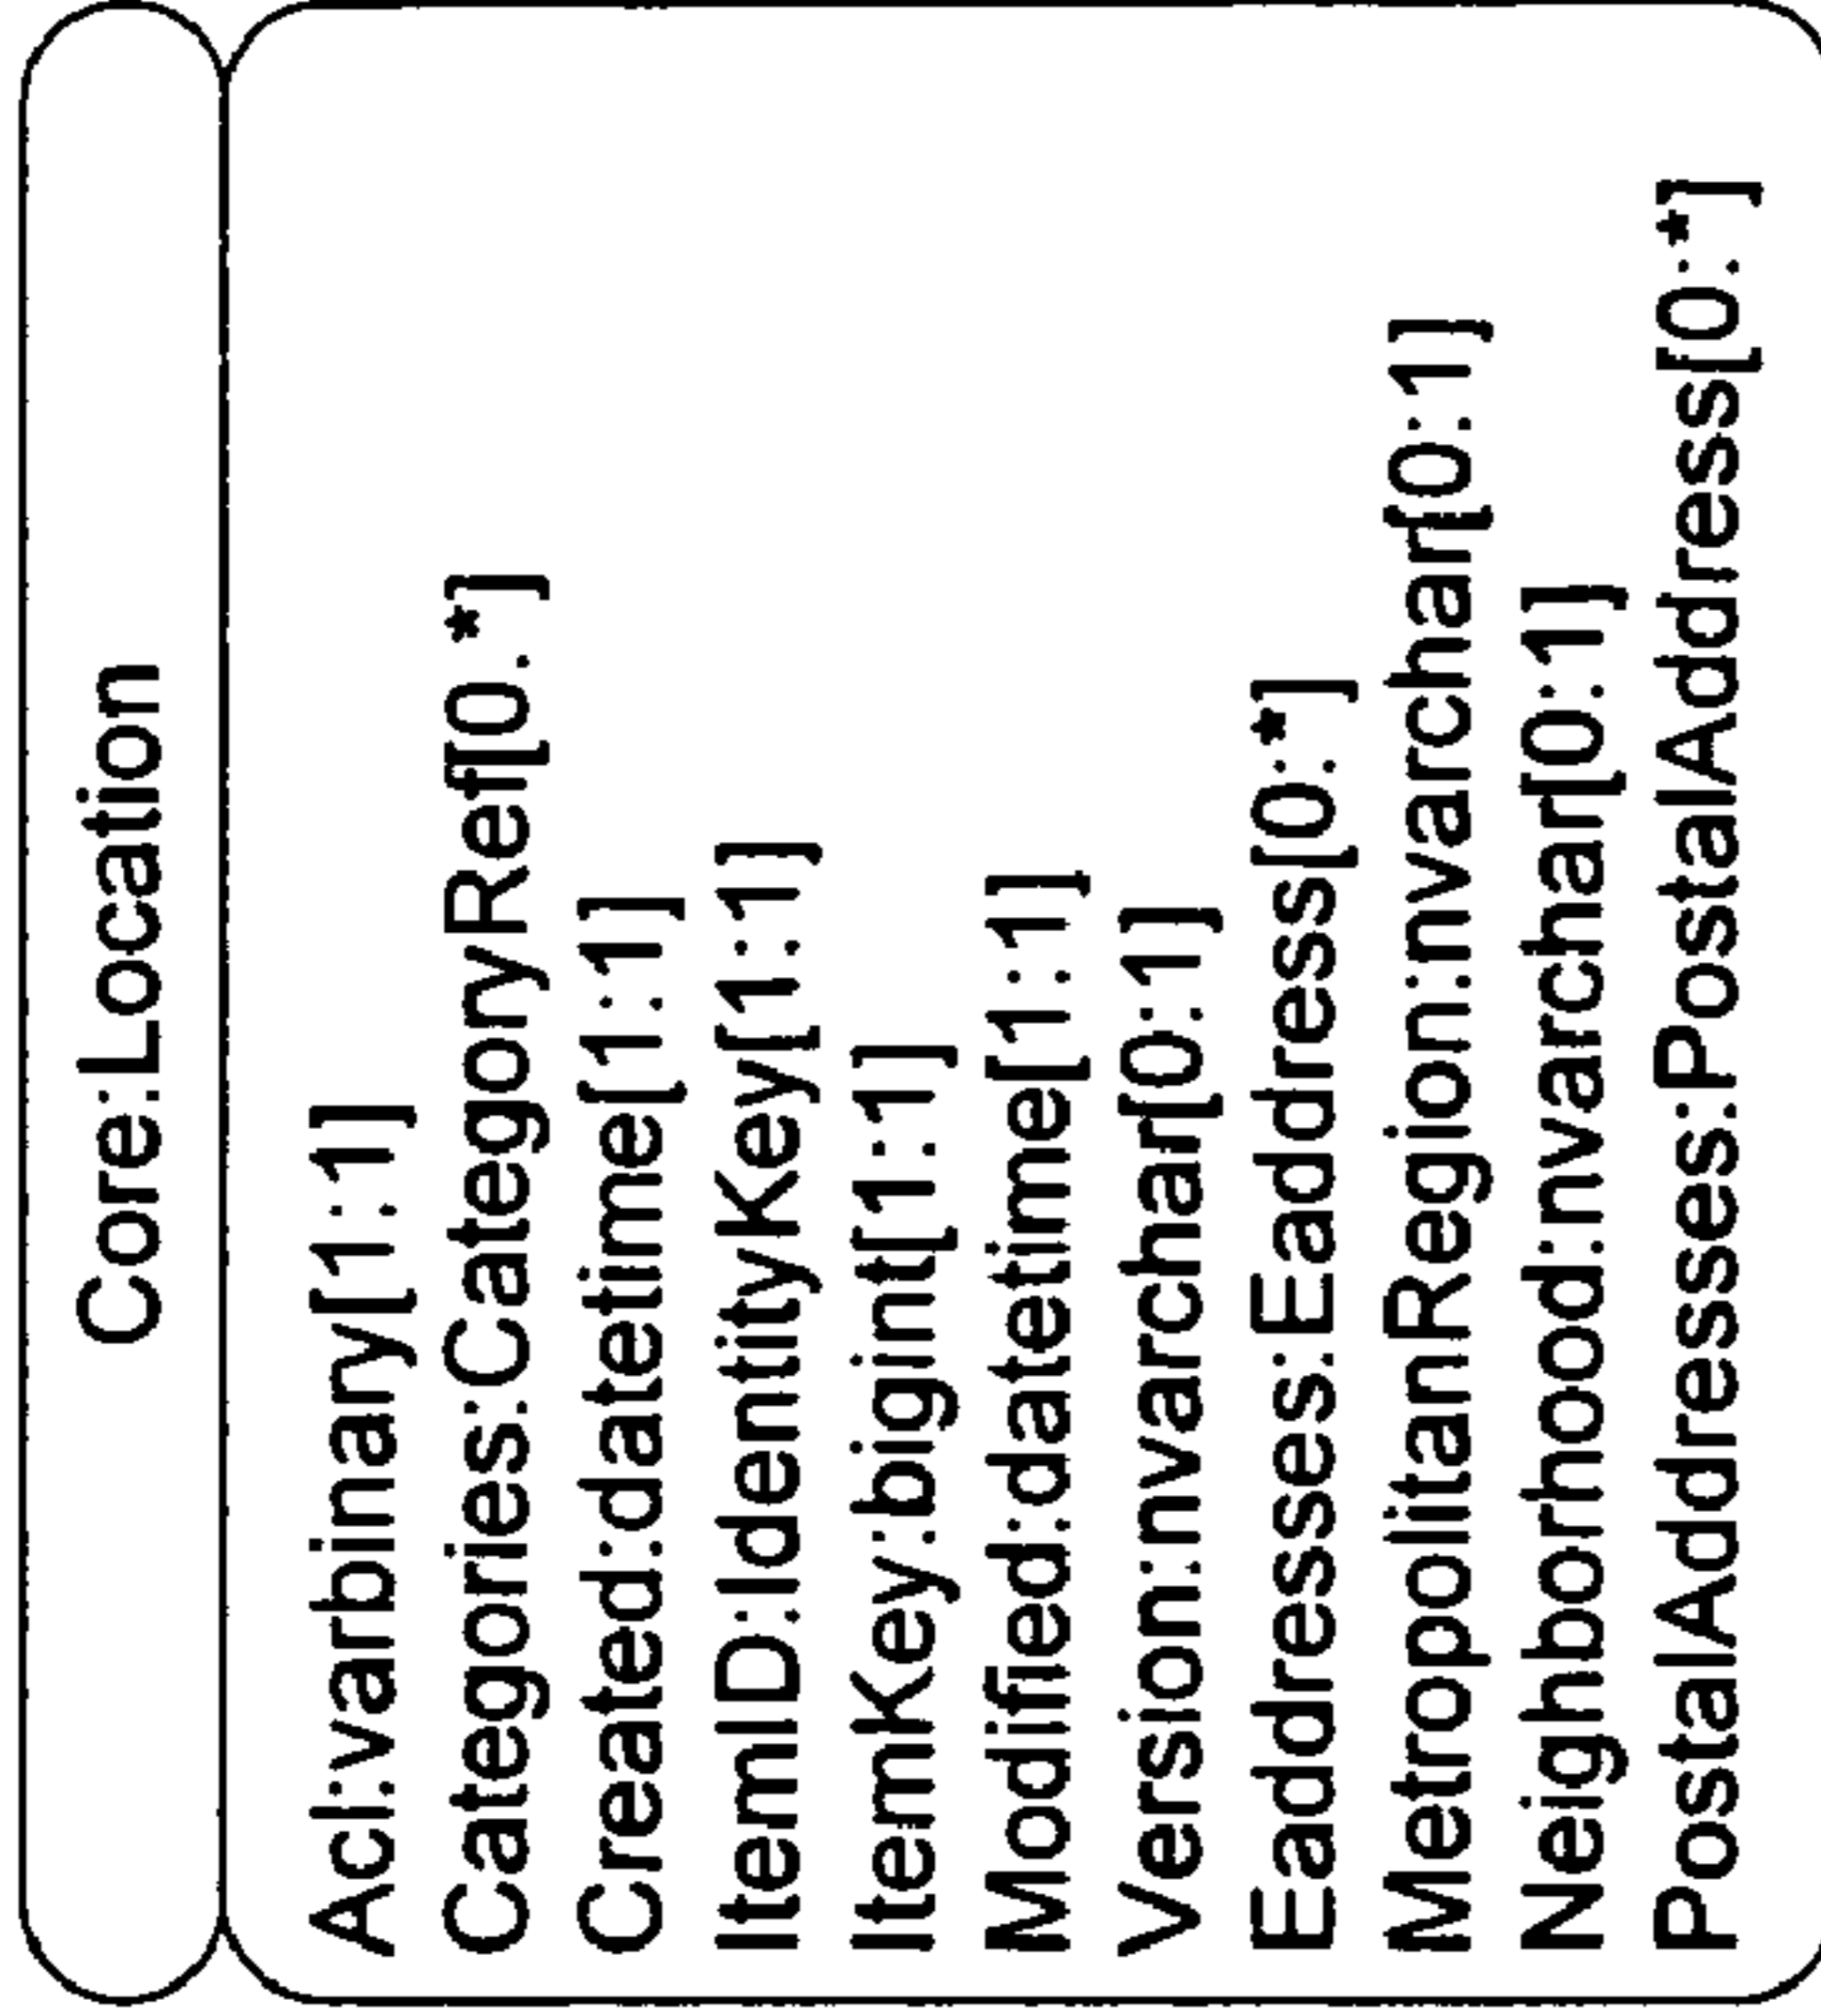 Core:Location
Acl:varbinary[1:1]
Categories:CategoryRef[0.*]
Created:datetime[1:1]
ItemID:IdentityKey[1:1]
ItemKey:bigint[1:1]
Modified:datetime[1:1]
Version:nvarchar[0:1]
Eaddresses:Eaddress[0:*]
MetropolitanRegion:nvarchar[0:1]
Neighborhood:nvarchar[0:1]
PostalAddresses:PostalAddress[0:*]